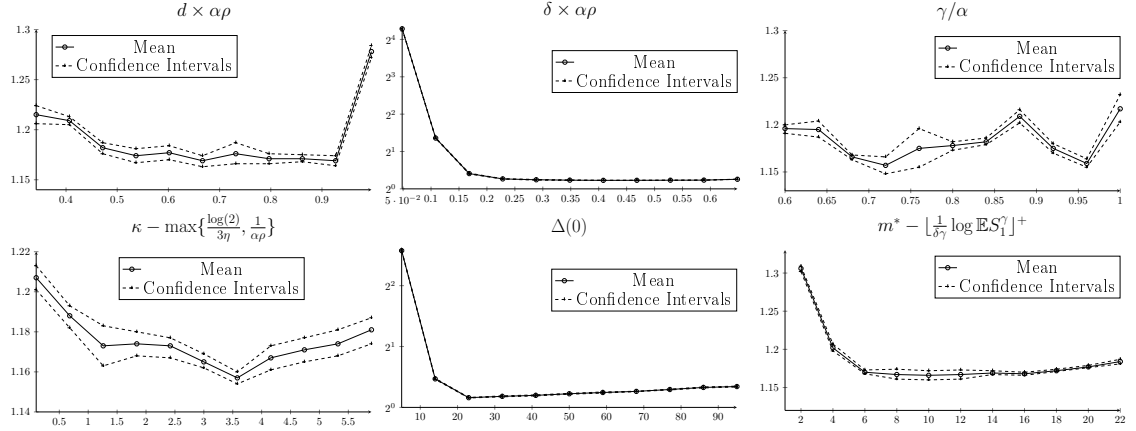 d × αρ
1.3
1.25
1.2
1.15
0.4 0.5 0.6 0.7 0.8 0.9
Mean
Confidence Intervals
δ × αρ
2^4
2^3
2^2
2^1
2^0
5 · 10^−2 0.1 0.15 0.2 0.25 0.3 0.35 0.4 0.45 0.5 0.55 0.6
Mean
Confidence Intervals
γ/α
1.3
1.25
1.2
1.15
0.6 0.65 0.7 0.75 0.8 0.85 0.9 0.95 1
Mean
Confidence Intervals
κ − max{log(2)/3η, 1/αρ}
1.22
1.2
1.18
1.16
1.14
0.5 1 1.5 2 2.5 3 3.5 4 4.5 5 5.5
Mean
Confidence Intervals
Δ(0)
2^2
2^1
2^0
10 20 30 40 50 60 70 80 90
Mean
Confidence Intervals
m* − ⌊1/δγ log 𝔼S₁^γ⌋⁺
1.3
1.25
1.2
1.15
2 4 6 8 10 12 14 16 18 20 22
Mean
Confidence Intervals